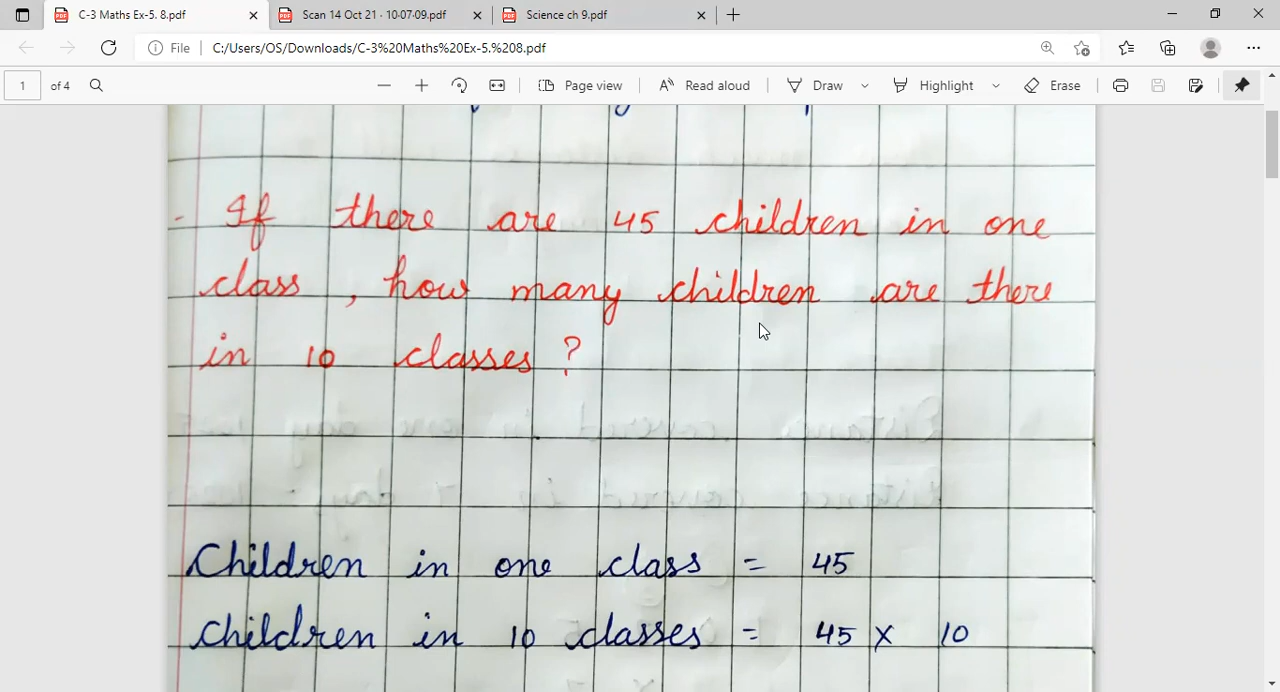 C-3 Maths Ex-5. 8.pdf
Scan 14 Oct 21 - 10-07-09.pdf
Science ch 9.pdf
File
C:/Users/OS/Downloads/C-3%20Maths%20Ex-5.%208.pdf
1 of 4
Page view
Read aloud
Draw
Highlight
Erase
If there are 45 children in one
class, how many children are there
in 10 classes?
Children in one class = 45
Children in 10 classes = 45 x 10